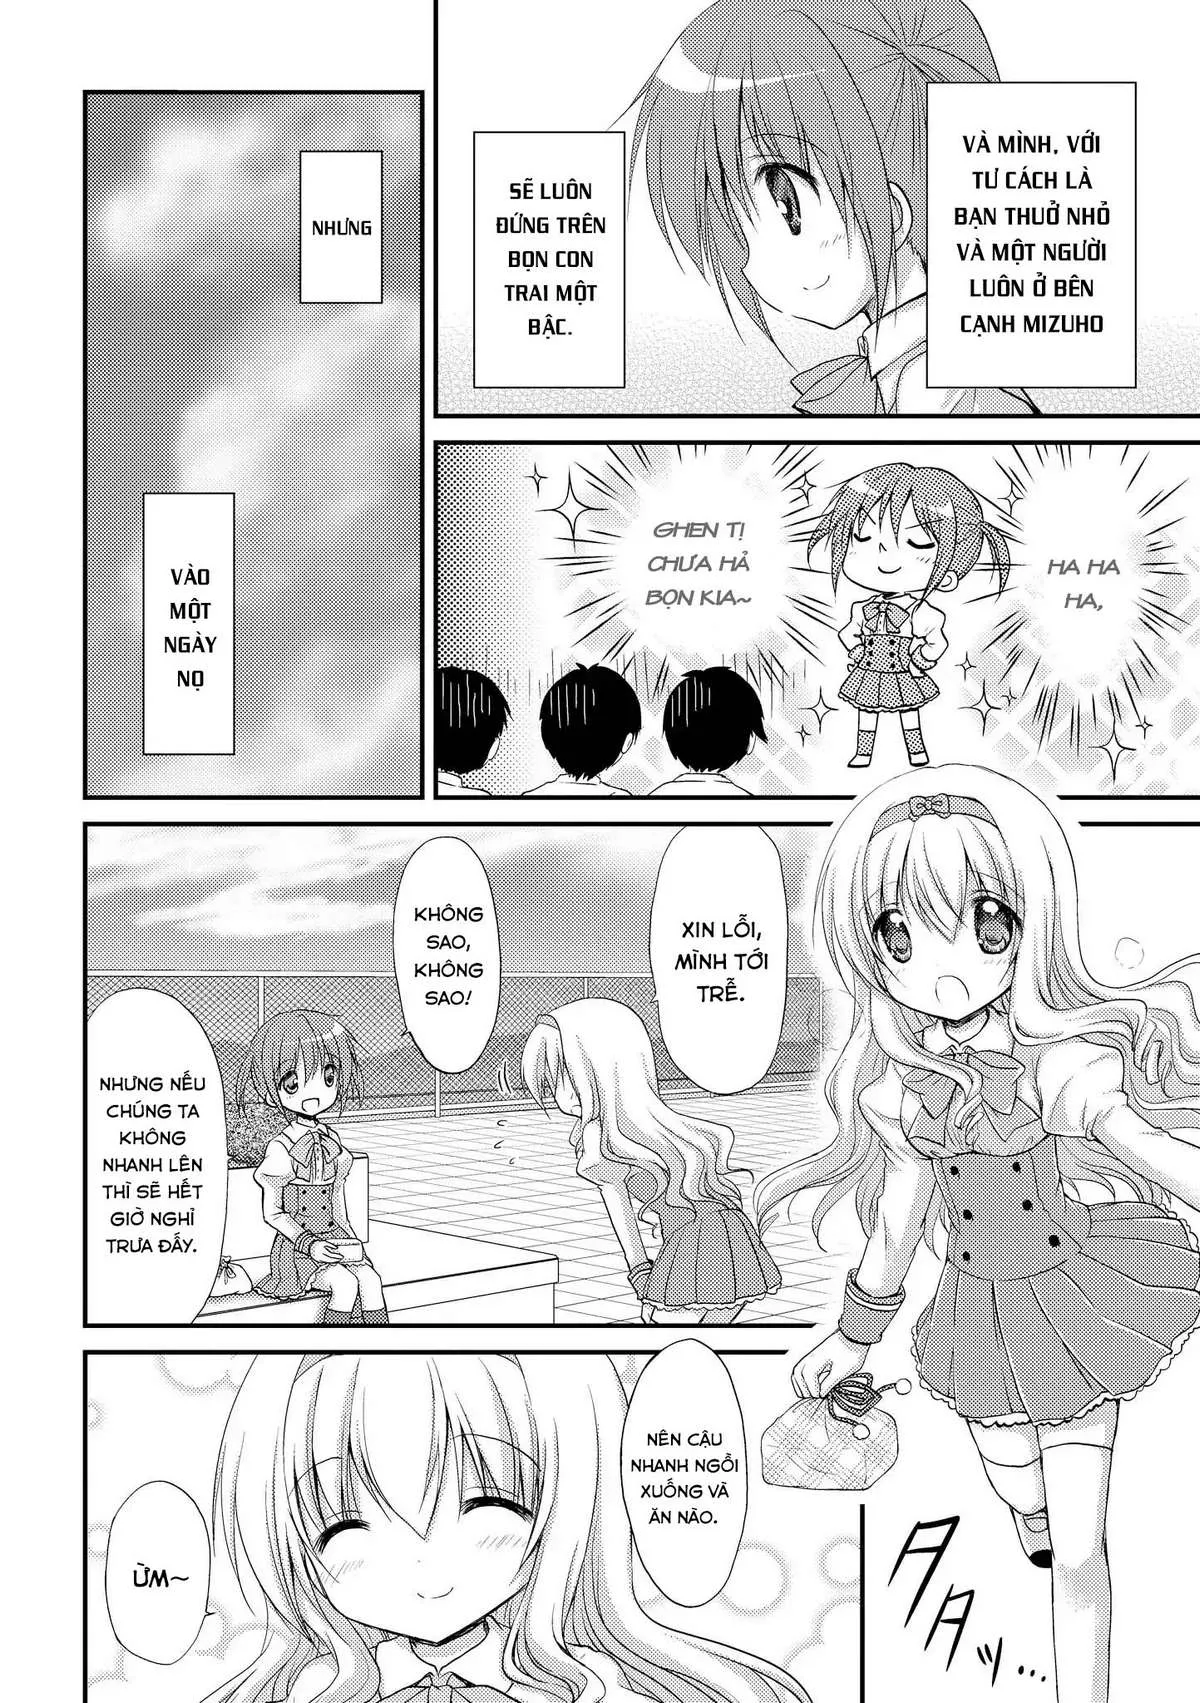 VÀ MÌNH, VỚI
TƯ CÁCH LÀ
BẠN THUỞ NHỎ
VÀ MỘT NGƯỜI
LUÔN Ở BÊN
CẠNH MIZUHO
SẼ LUÔN
ĐỨNG TRÊN
BỌN CON
TRAI MỘT
BẬC.
HA HA
HA,
GHEN TỊ
CHƯA HẢ
BỌN KIA~
NHƯNG
VÀO
MỘT
NGÀY
NỌ
XIN LỖI,
MÌNH TỚI
TRỄ.
KHÔNG
SAO,
KHÔNG
SAO!
NHƯNG NẾU
CHÚNG TA
KHÔNG
NHANH LÊN
THÌ SẼ HẾT
GIỜ NGHỈ
TRƯA ĐẤY.
タタタッ…
NÊN CẬU
NHANH NGỒI
XUỐNG VÀ
ĂN NÀO.
ỪM~